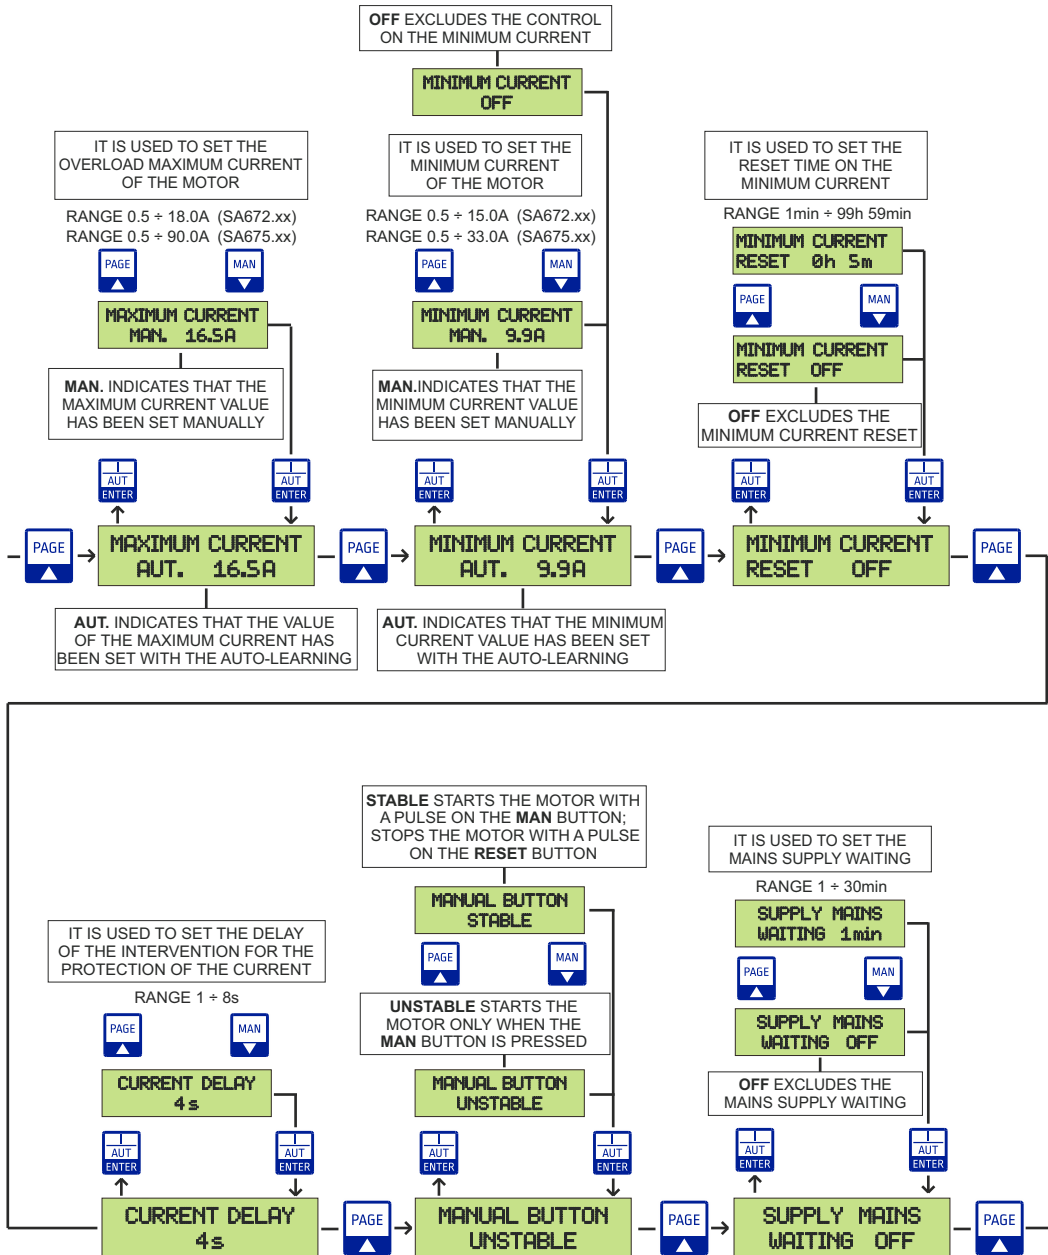 OFF EXCLUDES THE CONTROL
ON THE MINIMUM CURRENT
MINIMUM CURRENT
OFF
IT IS USED TO SET THE
OVERLOAD MAXIMUM CURRENT
OF THE MOTOR
RANGE 0.5 ÷ 18.0A (SA672.xx)
RANGE 0.5 ÷ 90.0A (SA675.xx)
PAGE
MAN
MAXIMUM CURRENT
MAN. 16.5A
MAN. INDICATES THAT THE
MAXIMUM CURRENT VALUE
HAS BEEN SET MANUALLY
IT IS USED TO SET THE
MINIMUM CURRENT
OF THE MOTOR
RANGE 0.5 ÷ 15.0A (SA672.xx)
RANGE 0.5 ÷ 33.0A (SA675.xx)
PAGE
MAN
MINIMUM CURRENT
MAN. 9.9A
MAN.INDICATES THAT THE
MINIMUM CURRENT VALUE
HAS BEEN SET MANUALLY
IT IS USED TO SET THE
RESET TIME ON THE
MINIMUM CURRENT
RANGE 1min ÷ 99h 59min
MINIMUM CURRENT
RESET 0h 5m
PAGE
MAN
MINIMUM CURRENT
RESET OFF
OFF EXCLUDES THE
MINIMUM CURRENT RESET
I
AUT
ENTER
I
AUT
ENTER
I
AUT
ENTER
I
AUT
ENTER
I
AUT
ENTER
I
AUT
ENTER
PAGE
MAXIMUM CURRENT
AUT. 16.5A
PAGE
MINIMUM CURRENT
AUT. 9.9A
PAGE
MINIMUM CURRENT
RESET OFF
PAGE
AUT. INDICATES THAT THE VALUE
OF THE MAXIMUM CURRENT HAS
BEEN SET WITH THE AUTO-LEARNING
AUT. INDICATES THAT THE MINIMUM
CURRENT VALUE HAS BEEN SET
WITH THE AUTO-LEARNING
IT IS USED TO SET THE DELAY
OF THE INTERVENTION FOR THE
PROTECTION OF THE CURRENT
RANGE 1 ÷ 8s
PAGE
MAN
CURRENT DELAY
4s
STABLE STARTS THE MOTOR WITH
A PULSE ON THE MAN BUTTON;
STOPS THE MOTOR WITH A PULSE
ON THE RESET BUTTON
MANUAL BUTTON
STABLE
PAGE
MAN
UNSTABLE STARTS THE
MOTOR ONLY WHEN THE
MAN BUTTON IS PRESSED
MANUAL BUTTON
UNSTABLE
IT IS USED TO SET THE
MAINS SUPPLY WAITING
RANGE 1 ÷ 30min
SUPPLY MAINS
WAITING 1min
PAGE
MAN
SUPPLY MAINS
WAITING OFF
OFF EXCLUDES THE
MAINS SUPPLY WAITING
I
AUT
ENTER
I
AUT
ENTER
I
AUT
ENTER
I
AUT
ENTER
I
AUT
ENTER
I
AUT
ENTER
CURRENT DELAY
4s
PAGE
MANUAL BUTTON
UNSTABLE
PAGE
SUPPLY MAINS
WAITING OFF
PAGE